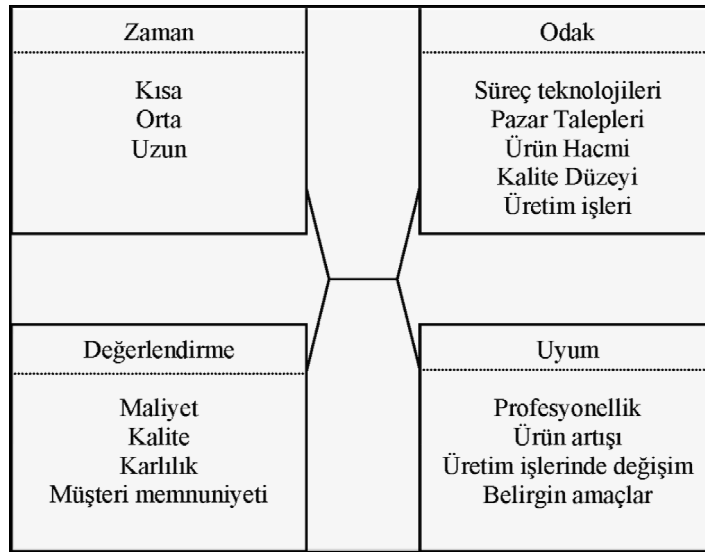 Zaman
Kısa
Orta
Uzun
Odak
Süreç teknolojileri
Pazar Talepleri
Ürün Hacmi
Kalite Düzeyi
Üretim işleri
Değerlendirme
Maliyet
Kalite
Karlılık
Müşteri memnuniyeti
Uyum
Profesyonellik
Ürün artışı
Üretim işlerinde değişim
Belirgin amaçlar